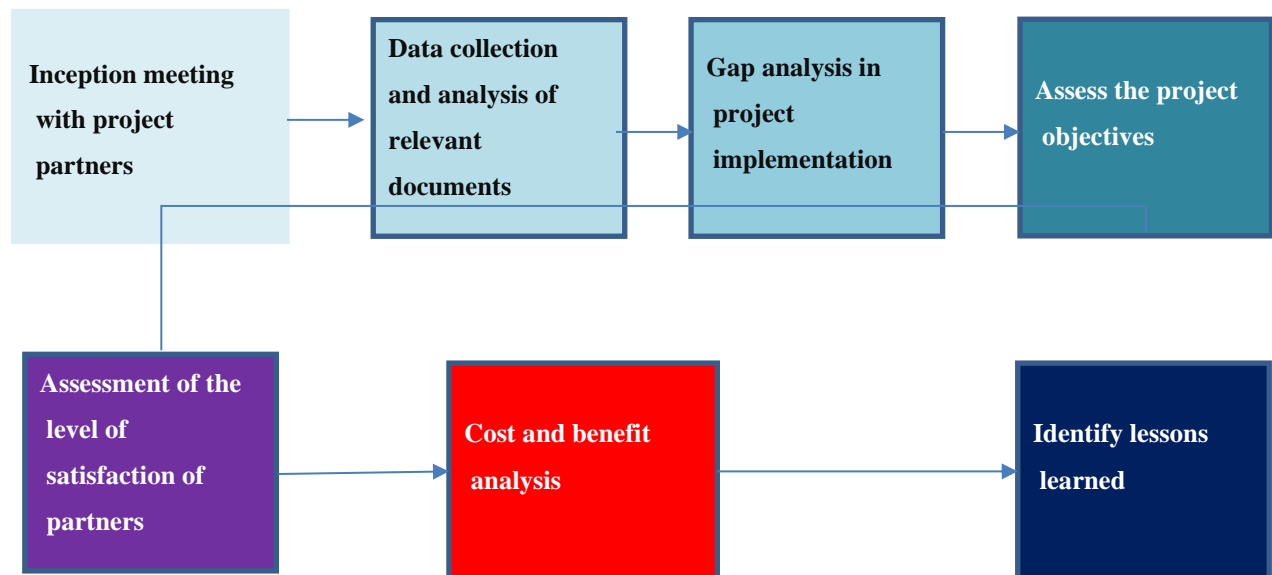 Inception meeting
with project
partners
Data collection
and analysis of
relevant
documents
Gap analysis in
project
implementation
Assess the project
objectives
Assessment of the
level of
satisfaction of
partners
Cost and benefit
analysis
Identify lessons
learned